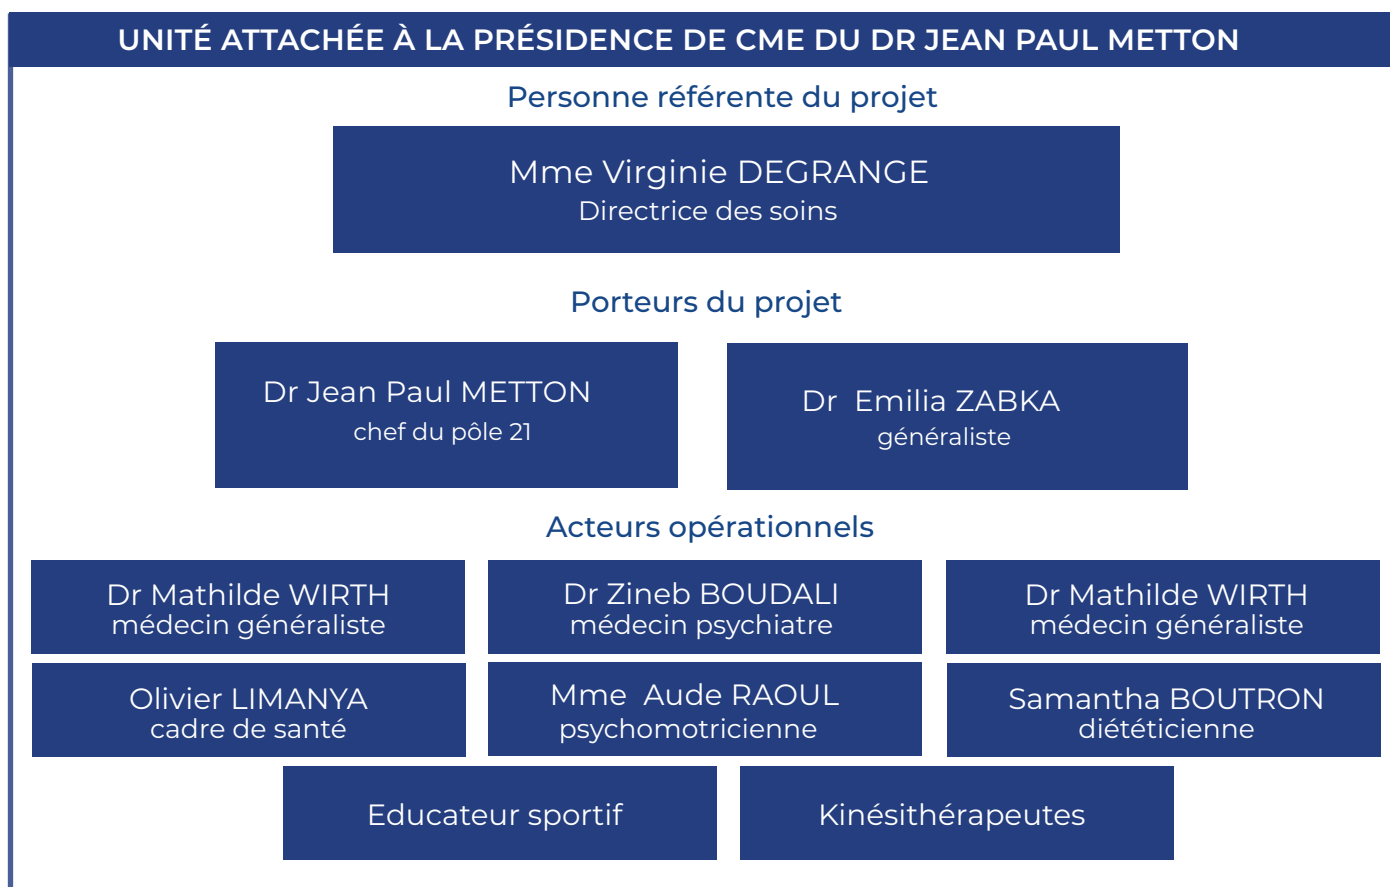 UNITÉ ATTACHÉE À LA PRÉSIDENCE DE CME DU DR JEAN PAUL METTON
Personne référente du projet
Mme Virginie DEGRANGE
Directrice des soins
Porteurs du projet
Dr Jean Paul METTON
chef du pôle 21
Dr Emilia ZABKA
généraliste
Acteurs opérationnels
Dr Mathilde WIRTH
médecin généraliste
Dr Zineb BOUDALI
médecin psychiatre
Dr Mathilde WIRTH
médecin généraliste
Olivier LIMANYA
cadre de santé
Mme Aude RAOUL
psychomotricienne
Samantha BOUTRON
diététicienne
Educateur sportif
Kinésithérapeutes